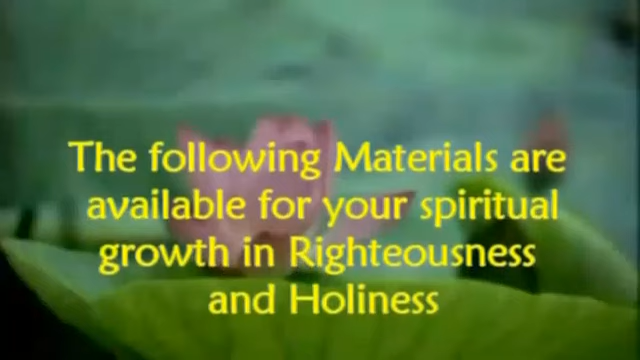 The following Materials are
available for your spiritual
growth in Righteousness
and Holiness